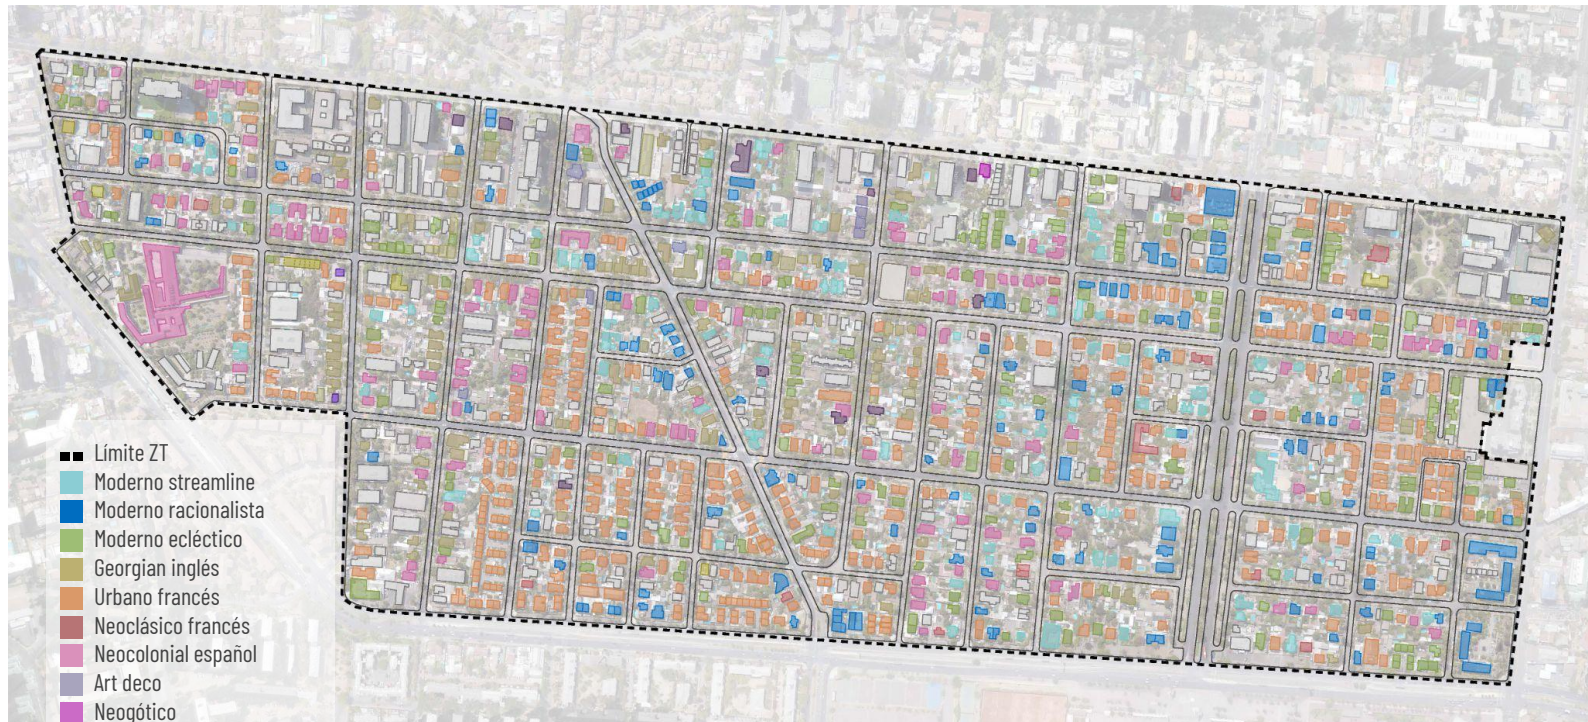 Límite ZT
Moderno streamline
Moderno racionalista
Moderno ecléctico
Georgian inglés
Urbano francés
Neoclásico francés
Neocolonial español
Art deco
Neogótico